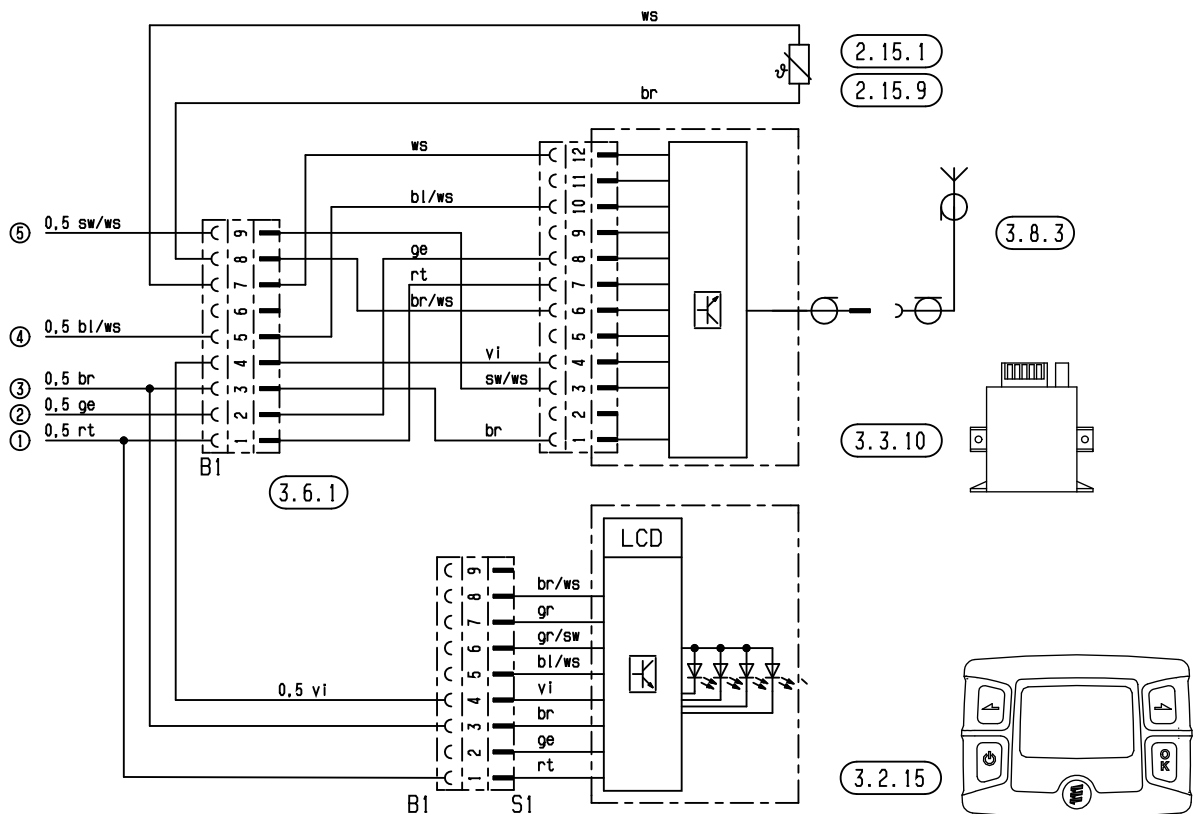 ws
2.15.1
ϑ
br
2.15.9
ws
12
11
bl/ws
10
3.8.3
⑤ 0,5 sw/ws
9
9
ge
8
8
rt
7
7
br/ws
6
6
④ 0,5 bl/ws
5
5
vi
4
4
③ 0,5 br
3
sw/ws
3
② 0,5 ge
2
2
① 0,5 rt
1
br
1
3.3.10
B1
3.6.1
LCD
9
8
br/ws
7
gr
6
gr/sw
5
bl/ws
0,5 vi
4
vi
3
br
2
ge
1
rt
B1
S1
3.2.15
OK